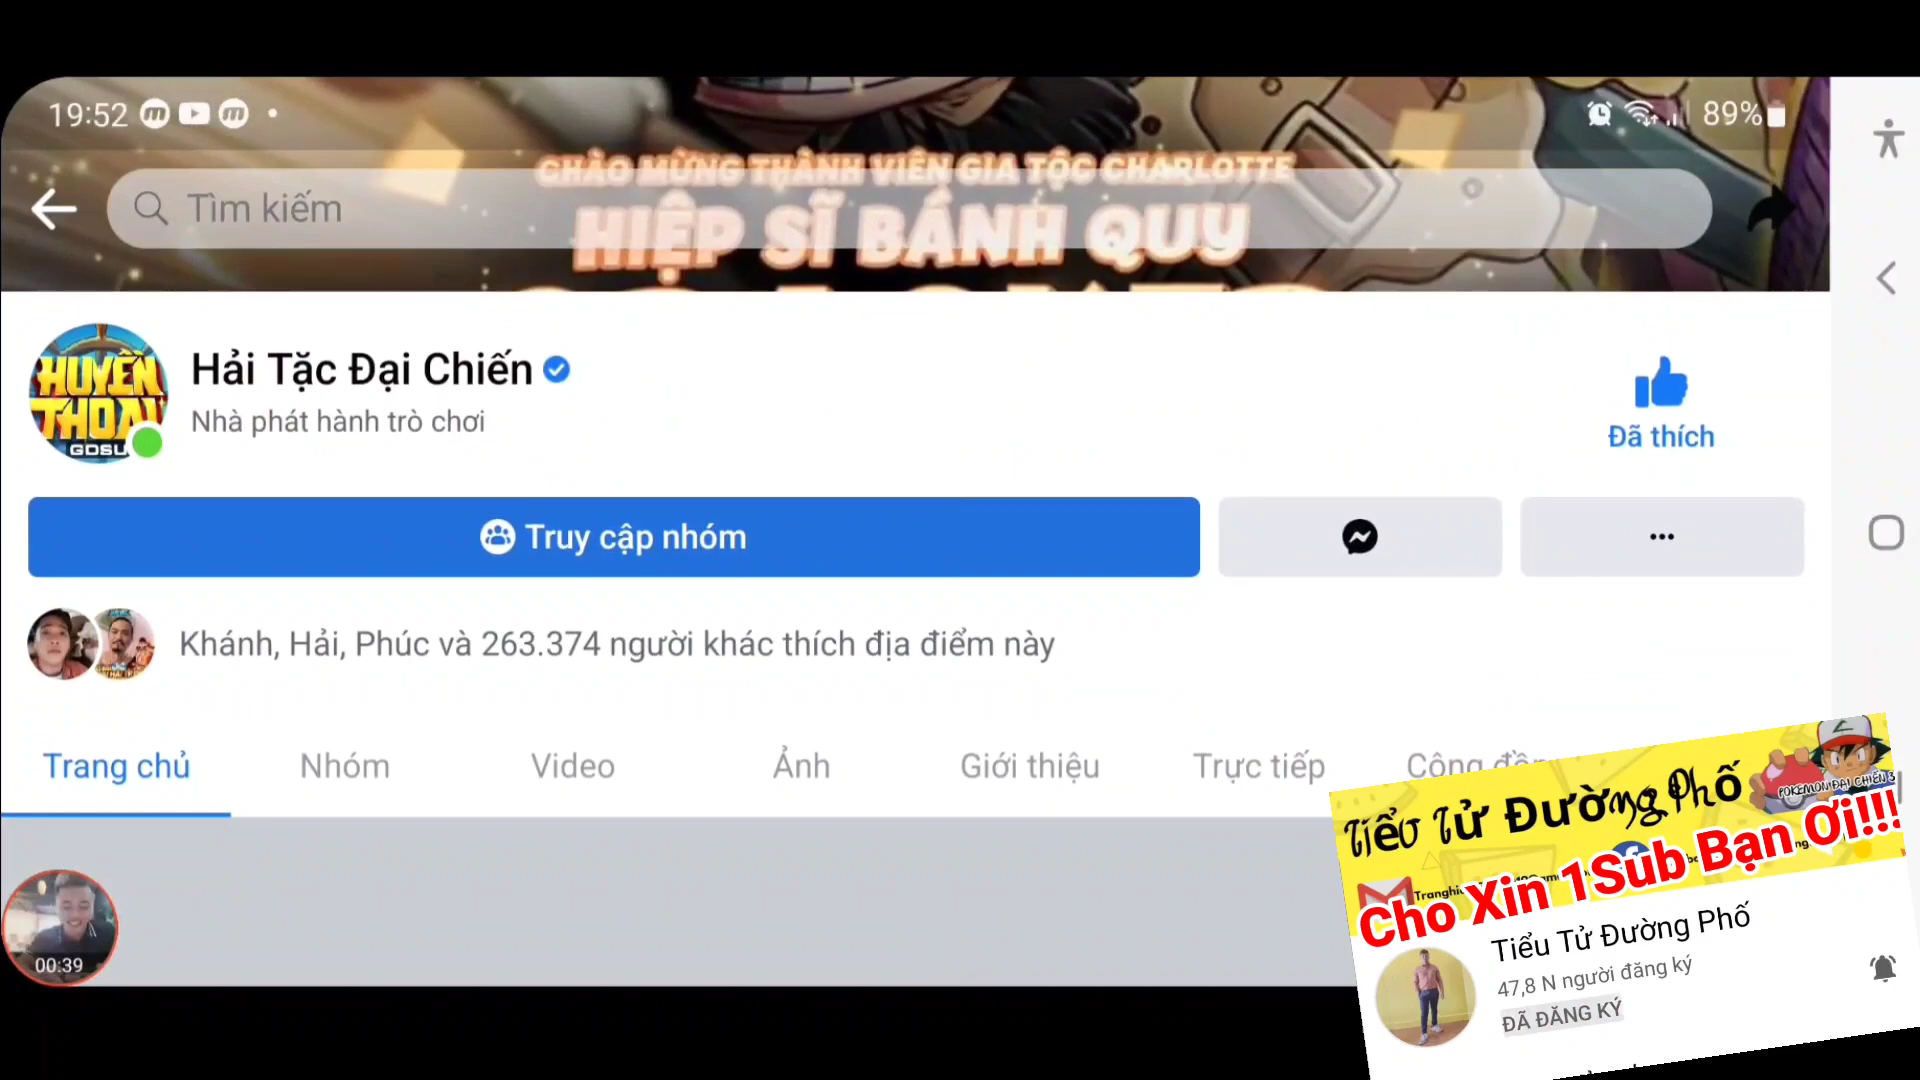 19:52
89%
CHÀO MỪNG THÀNH VIÊN GIA TỘC CHARLOTTE
Tìm kiếm
HIỆP SĨ BÁNH QUY
HUYỀN
THOẠI
GOSU
Hải Tặc Đại Chiến
Nhà phát hành trò chơi
Đã thích
Truy cập nhóm
Khánh, Hải, Phúc và 263.374 người khác thích địa điểm này
Trang chủ
Nhóm
Video
Ảnh
Giới thiệu
Trực tiếp
Cộng đồng
00:39
Tiểu Tử Đường Phố
POKEMON ĐẠI CHIẾN 3
Cho Xin 1Sub Bạn Ơi!!!
Tiểu Tử Đường Phố
47,8 N người đăng ký
ĐÃ ĐĂNG KÝ